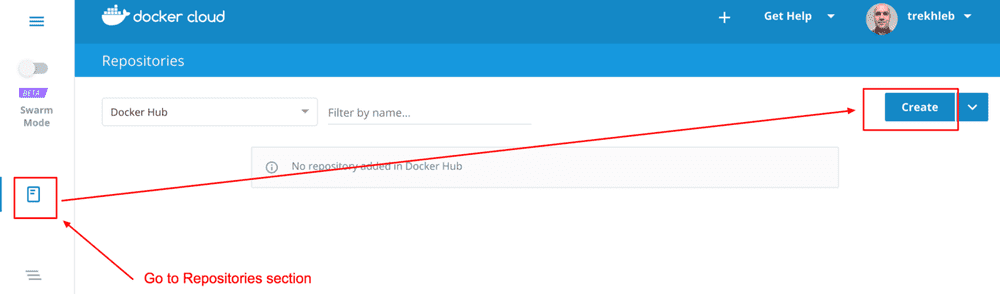 docker cloud
Get Help
trekhleb
Repositories
BETA
Swarm
Mode
Docker Hub
Filter by name...
Create
No repository added in Docker Hub
Go to Repositories section